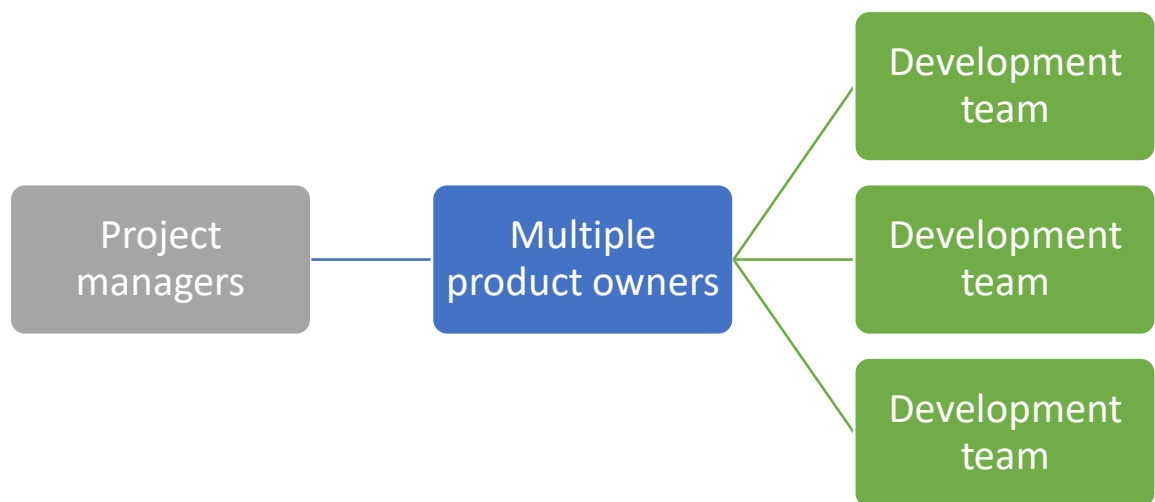 Project
managers
Multiple
product owners
Development
team
Development
team
Development
team